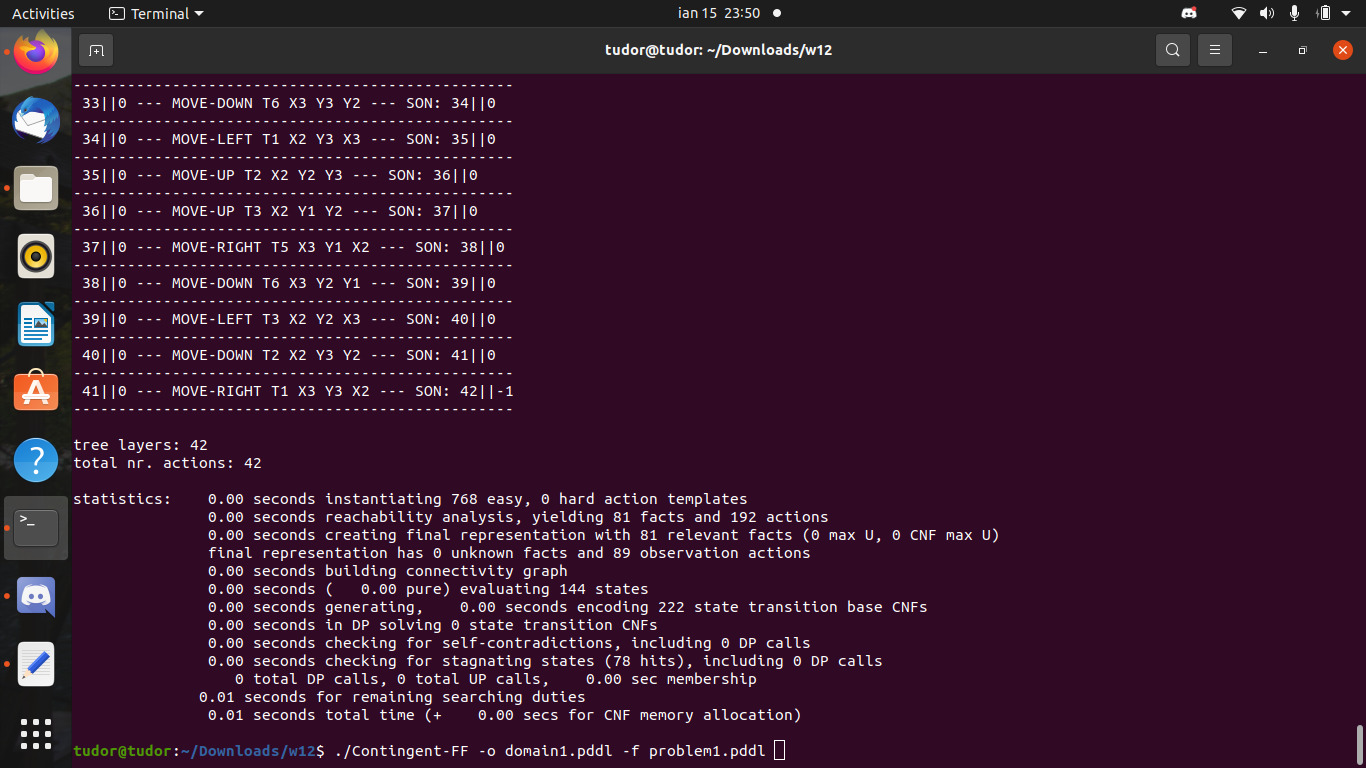 Activities Terminal ian 15 23:50
tudor@tudor: ~/Downloads/w12
-------------------------------------------------
33||0 --- MOVE-DOWN T6 X3 Y3 Y2 --- SON: 34||0
-------------------------------------------------
34||0 --- MOVE-LEFT T1 X2 Y3 X3 --- SON: 35||0
-------------------------------------------------
35||0 --- MOVE-UP T2 X2 Y2 Y3 --- SON: 36||0
-------------------------------------------------
36||0 --- MOVE-UP T3 X2 Y1 Y2 --- SON: 37||0
-------------------------------------------------
37||0 --- MOVE-RIGHT T5 X3 Y1 X2 --- SON: 38||0
-------------------------------------------------
38||0 --- MOVE-DOWN T6 X3 Y2 Y1 --- SON: 39||0
-------------------------------------------------
39||0 --- MOVE-LEFT T3 X2 Y2 X3 --- SON: 40||0
-------------------------------------------------
40||0 --- MOVE-DOWN T2 X2 Y3 Y2 --- SON: 41||0
-------------------------------------------------
41||0 --- MOVE-RIGHT T1 X3 Y3 X2 --- SON: 42||-1
-------------------------------------------------
tree layers: 42
total nr. actions: 42
statistics: 0.00 seconds instantiating 768 easy, 0 hard action templates
0.00 seconds reachability analysis, yielding 81 facts and 192 actions
0.00 seconds creating final representation with 81 relevant facts (0 max U, 0 CNF max U)
final representation has 0 unknown facts and 89 observation actions
0.00 seconds building connectivity graph
0.00 seconds ( 0.00 pure) evaluating 144 states
0.00 seconds generating, 0.00 seconds encoding 222 state transition base CNFs
0.00 seconds in DP solving 0 state transition CNFs
0.00 seconds checking for self-contradictions, including 0 DP calls
0.00 seconds checking for stagnating states (78 hits), including 0 DP calls
0 total DP calls, 0 total UP calls, 0.00 sec membership
0.01 seconds for remaining searching duties
0.01 seconds total time (+ 0.00 secs for CNF memory allocation)
tudor@tudor:~/Downloads/w12$ ./Contingent-FF -o domain1.pddl -f problem1.pddl